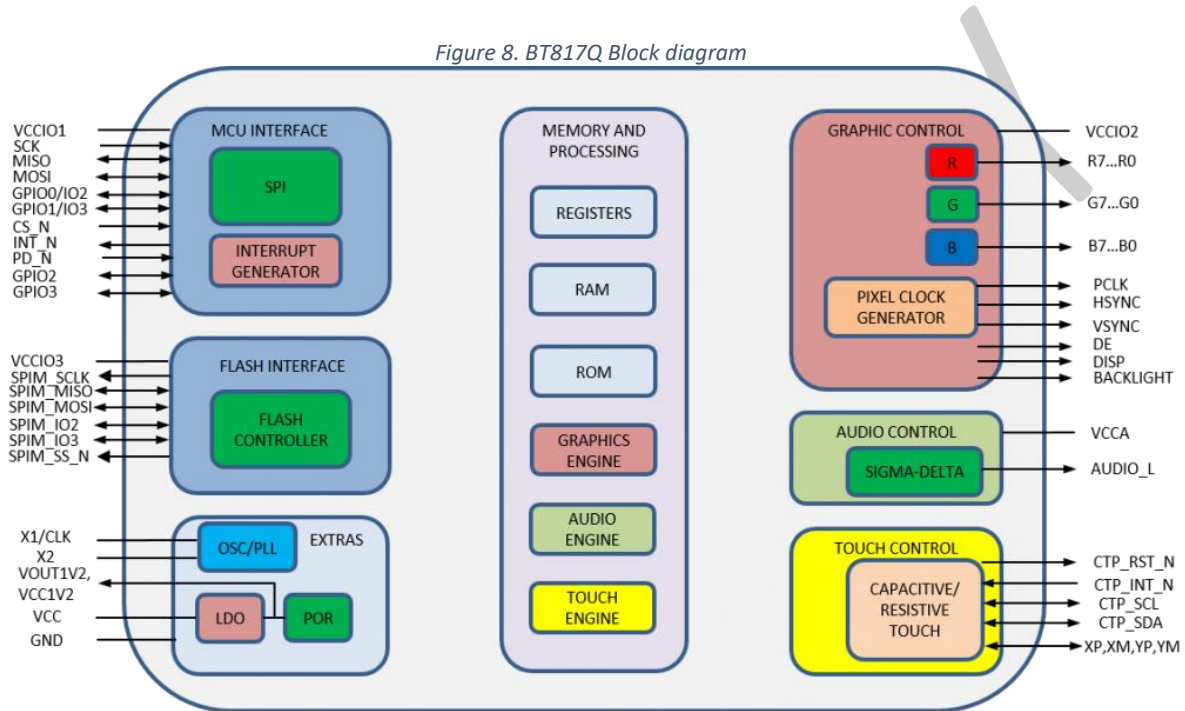 Figure 8. BT817Q Block diagram
VCCIO1
SCK
MISO
MOSI
GPIO0/IO2
GPIO1/IO3
CS_N
INT_N
PD_N
GPIO2
GPIO3
MCU INTERFACE
SPI
INTERRUPT
GENERATOR
VCCIO3
SPIM_SCLK
SPIM_MISO
SPIM_MOSI
SPIM_IO2
SPIM_IO3
SPIM_SS_N
FLASH INTERFACE
FLASH
CONTROLLER
X1/CLK
X2
VOUT1V2,
VCC1V2
VCC
GND
OSC/PLL
EXTRAS
LDO
POR
MEMORY AND
PROCESSING
REGISTERS
RAM
ROM
GRAPHICS
ENGINE
AUDIO
ENGINE
TOUCH
ENGINE
GRAPHIC CONTROL
R
G
B
PIXEL CLOCK
GENERATOR
VCCIO2
R7...R0
G7...G0
B7...B0
PCLK
HSYNC
VSYNC
DE
DISP
BACKLIGHT
AUDIO CONTROL
SIGMA-DELTA
VCCA
AUDIO_L
TOUCH CONTROL
CAPACITIVE/
RESISTIVE
TOUCH
CTP_RST_N
CTP_INT_N
CTP_SCL
CTP_SDA
XP,XM,YP,YM